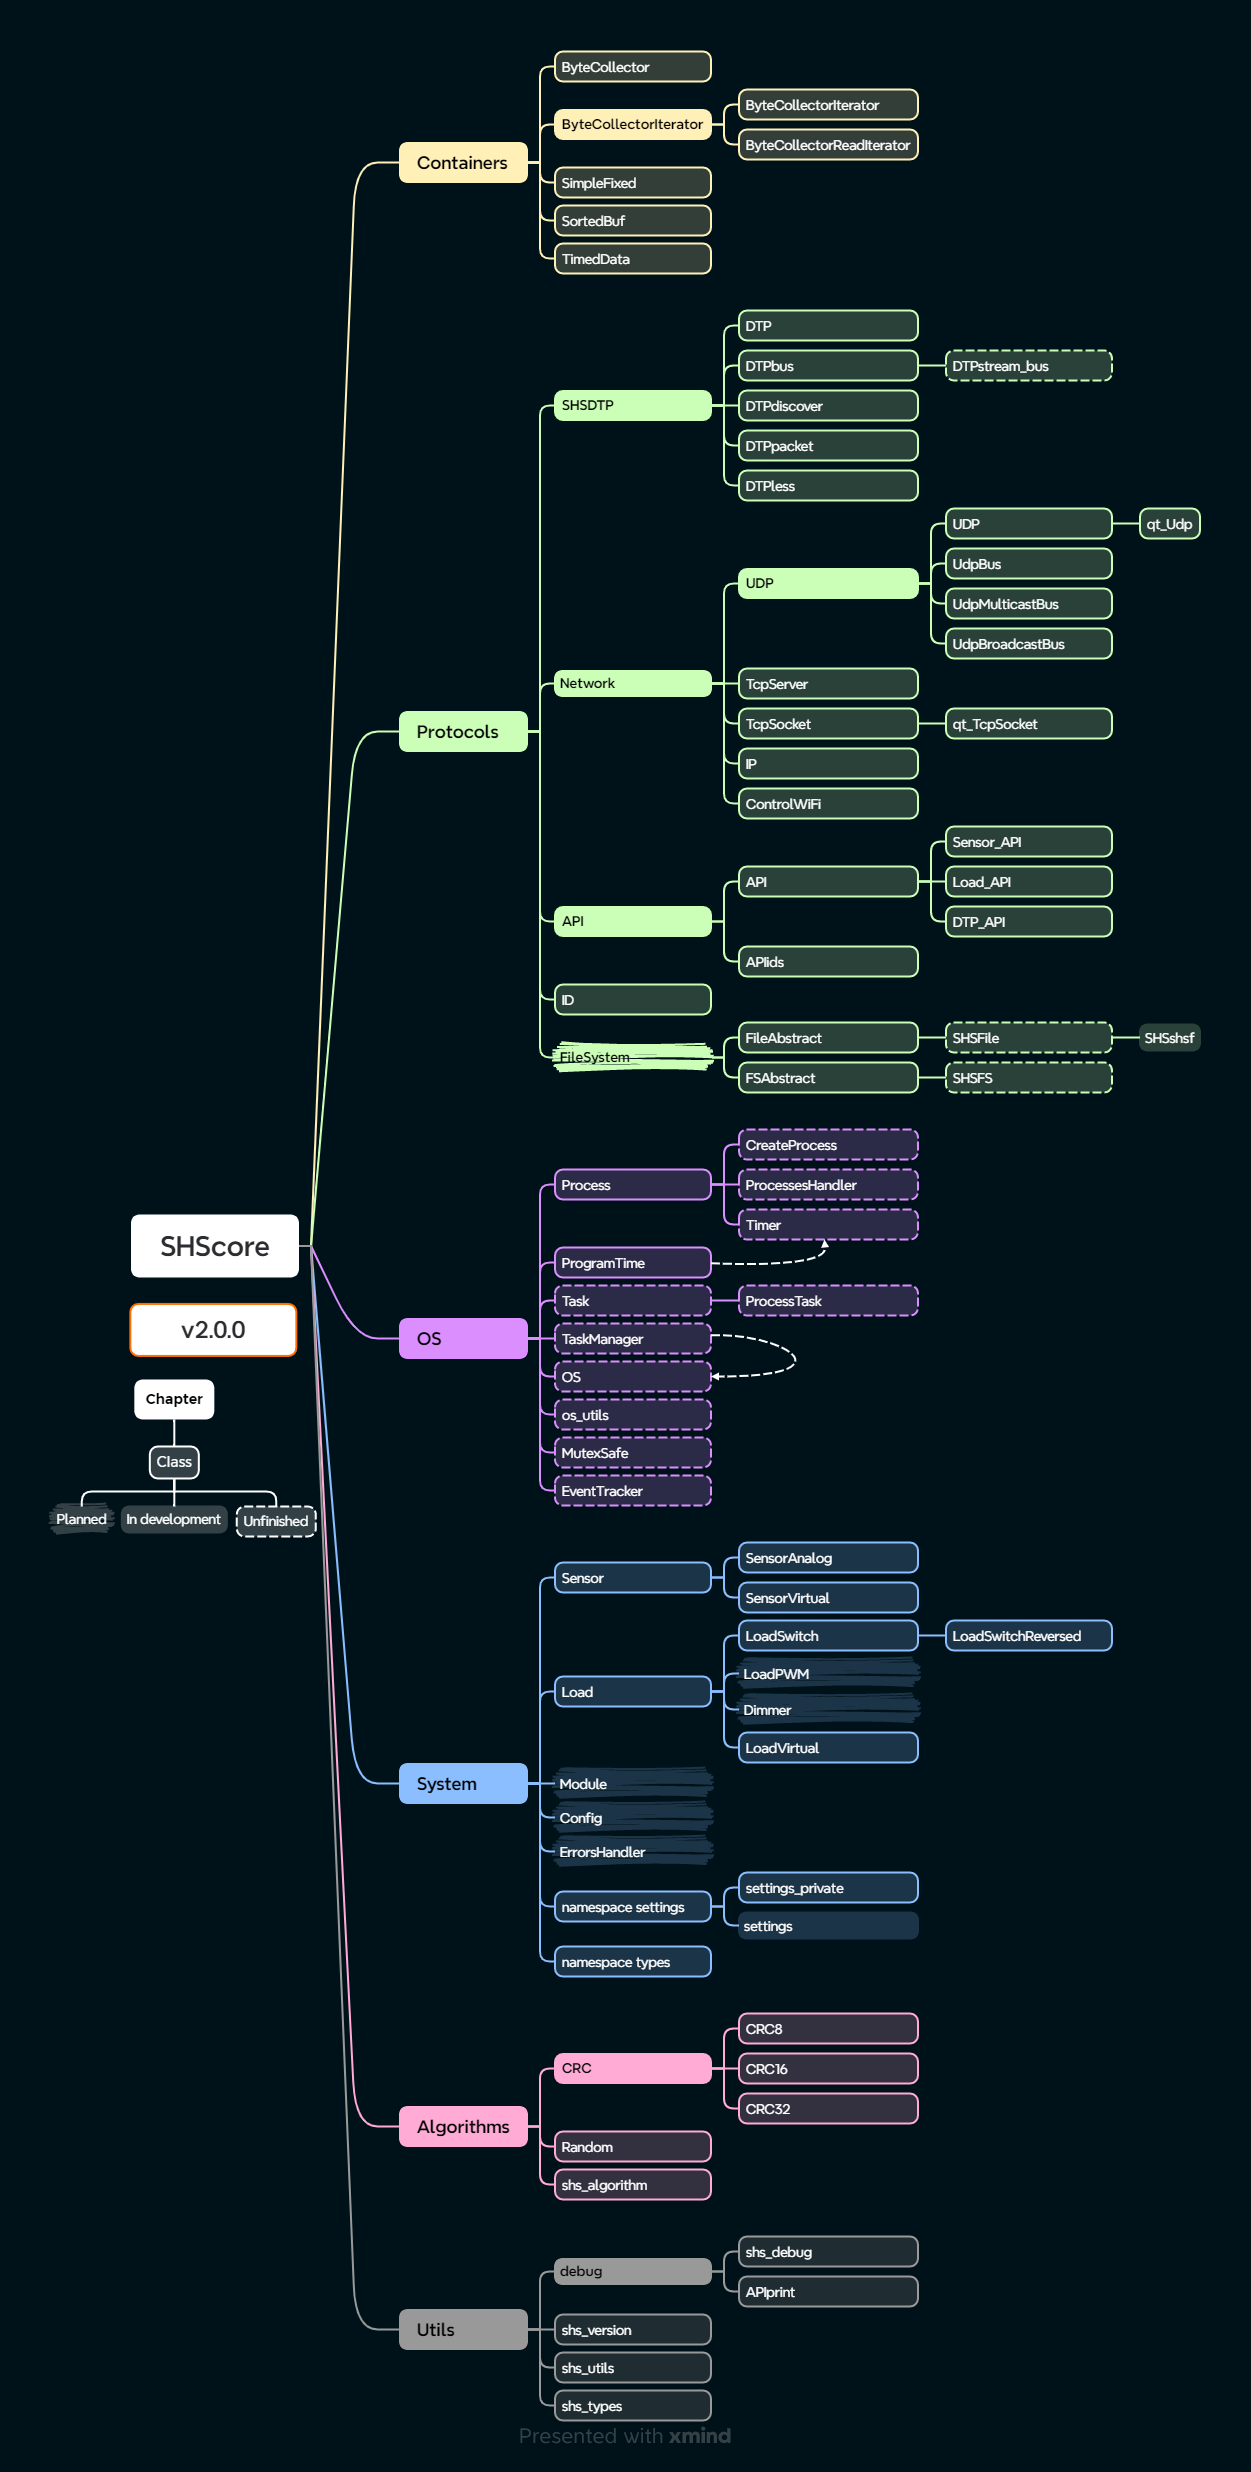 ByteCollector
ByteCollectorIterator
ByteCollectorIterator
ByteCollectorReadIterator
Containers
SimpleFixed
SortedBuf
TimedData
DTP
DTPbus
DTPstream_bus
SHSDTP
DTPdiscover
DTPpacket
DTPless
UDP
qt_Udp
UdpBus
UDP
UdpMulticastBus
UdpBroadcastBus
Network
TcpServer
TcpSocket
qt_TcpSocket
Protocols
IP
ControlWiFi
Sensor_API
API
Load_API
API
DTP_API
APIids
ID
FileSystem
FileAbstract
SHSFile
SHSshsf
FSAbstract
SHSFS
CreateProcess
Process
ProcessesHandler
Timer
SHScore
ProgramTime
Task
ProcessTask
v2.0.0
OS
TaskManager
OS
os_utils
MutexSafe
EventTracker
Chapter
Class
Planned
In development
Unfinished
Sensor
SensorAnalog
SensorVirtual
LoadSwitch
LoadSwitchReversed
Load
LoadPWM
Dimmer
LoadVirtual
System
Module
Config
ErrorsHandler
namespace settings
settings_private
settings
namespace types
CRC8
CRC
CRC16
CRC32
Algorithms
Random
shs_algorithm
shs_debug
debug
APIprint
Utils
shs_version
shs_utils
shs_types
Presented with xmind